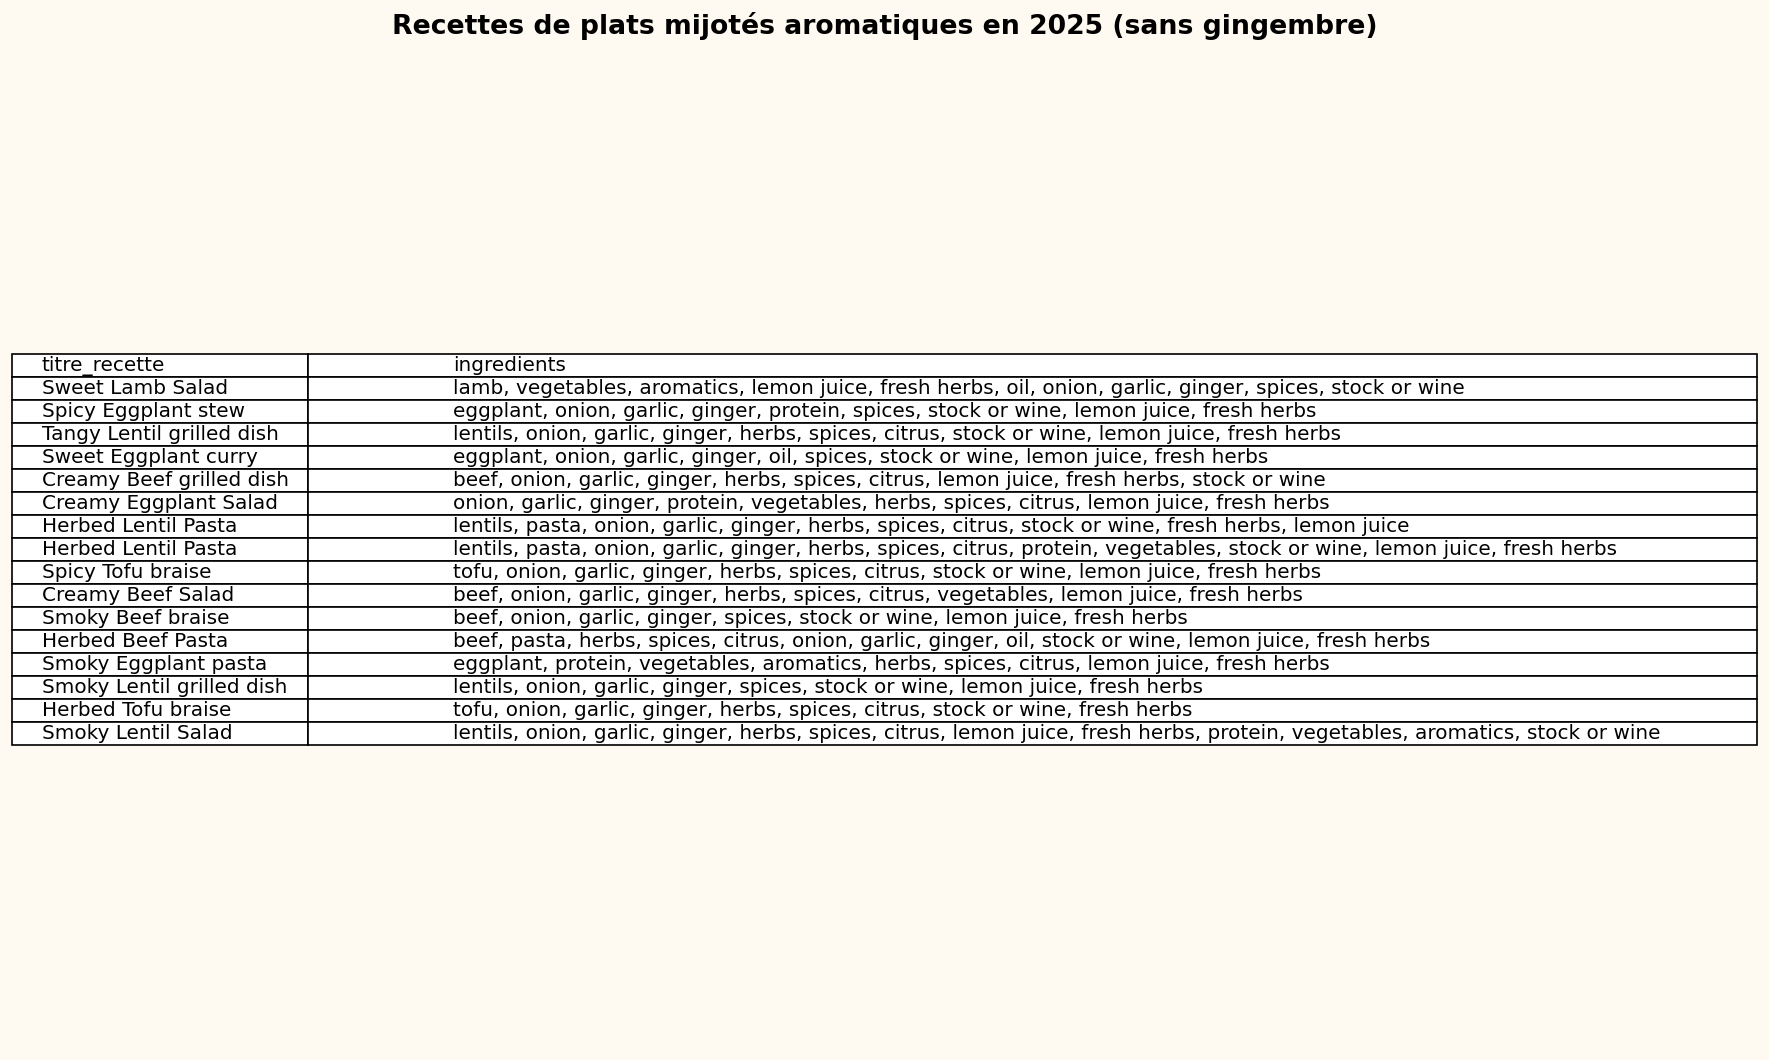 Recettes de plats mijotés aromatiques en 2025 (sans gingembre)
titre_recette ingredients
Sweet Lamb Salad lamb, vegetables, aromatics, lemon juice, fresh herbs, oil, onion, garlic, ginger, spices, stock or wine
Spicy Eggplant stew eggplant, onion, garlic, ginger, protein, spices, stock or wine, lemon juice, fresh herbs
Tangy Lentil grilled dish lentils, onion, garlic, ginger, herbs, spices, citrus, stock or wine, lemon juice, fresh herbs
Sweet Eggplant curry eggplant, onion, garlic, ginger, oil, spices, stock or wine, lemon juice, fresh herbs
Creamy Beef grilled dish beef, onion, garlic, ginger, herbs, spices, citrus, lemon juice, fresh herbs, stock or wine
Creamy Eggplant Salad onion, garlic, ginger, protein, vegetables, herbs, spices, citrus, lemon juice, fresh herbs
Herbed Lentil Pasta lentils, pasta, onion, garlic, ginger, herbs, spices, citrus, stock or wine, fresh herbs, lemon juice
Herbed Lentil Pasta lentils, pasta, onion, garlic, ginger, herbs, spices, citrus, protein, vegetables, stock or wine, lemon juice, fresh herbs
Spicy Tofu braise tofu, onion, garlic, ginger, herbs, spices, citrus, stock or wine, lemon juice, fresh herbs
Creamy Beef Salad beef, onion, garlic, ginger, herbs, spices, citrus, vegetables, lemon juice, fresh herbs
Smoky Beef braise beef, onion, garlic, ginger, spices, stock or wine, lemon juice, fresh herbs
Herbed Beef Pasta beef, pasta, herbs, spices, citrus, onion, garlic, ginger, oil, stock or wine, lemon juice, fresh herbs
Smoky Eggplant pasta eggplant, protein, vegetables, aromatics, herbs, spices, citrus, lemon juice, fresh herbs
Smoky Lentil grilled dish lentils, onion, garlic, ginger, spices, stock or wine, lemon juice, fresh herbs
Herbed Tofu braise tofu, onion, garlic, ginger, herbs, spices, citrus, stock or wine, fresh herbs
Smoky Lentil Salad lentils, onion, garlic, ginger, herbs, spices, citrus, lemon juice, fresh herbs, protein, vegetables, aromatics, stock or wine